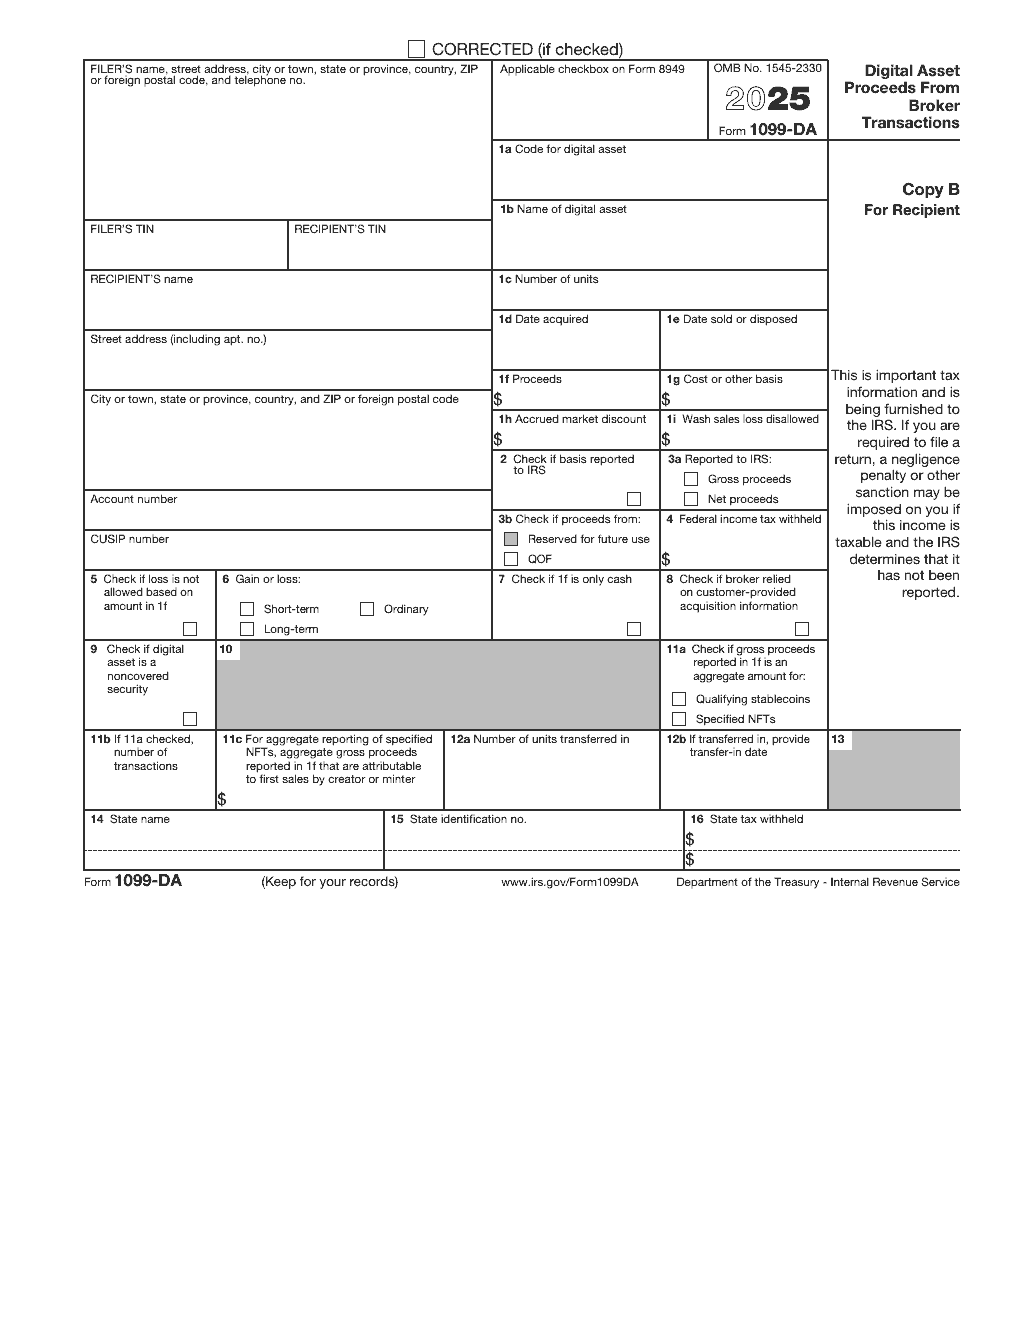 CORRECTED (if checked)
FILER'S name, street address, city or town, state or province, country, ZIP
or foreign postal code, and telephone no.
Applicable checkbox on Form 8949
OMB No. 1545-2330
2025
Form 1099-DA
Digital Asset
Proceeds From
Broker
Transactions
1a Code for digital asset
Copy B
For Recipient
1b Name of digital asset
FILER'S TIN
RECIPIENT'S TIN
RECIPIENT'S name
1c Number of units
1d Date acquired
1e Date sold or disposed
Street address (including apt. no.)
1f Proceeds
$
1g Cost or other basis
$
This is important tax
information and is
being furnished to
the IRS. If you are
required to file a
return, a negligence
penalty or other
sanction may be
imposed on you if
this income is
taxable and the IRS
determines that it
has not been
reported.
City or town, state or province, country, and ZIP or foreign postal code
1h Accrued market discount
$
1i Wash sales loss disallowed
$
2 Check if basis reported
to IRS
3a Reported to IRS:
Gross proceeds
Net proceeds
Account number
3b Check if proceeds from:
Reserved for future use
QOF
4 Federal income tax withheld
$
CUSIP number
5 Check if loss is not
allowed based on
amount in 1f
6 Gain or loss:
Short-term
Ordinary
Long-term
7 Check if 1f is only cash
8 Check if broker relied
on customer-provided
acquisition information
9 Check if digital
asset is a
noncovered
security
10
11a Check if gross proceeds
reported in 1f is an
aggregate amount for:
Qualifying stablecoins
Specified NFTs
11b If 11a checked,
number of
transactions
11c For aggregate reporting of specified
NFTs, aggregate gross proceeds
reported in 1f that are attributable
to first sales by creator or minter
$
12a Number of units transferred in
12b If transferred in, provide
transfer-in date
13
14 State name
15 State identification no.
16 State tax withheld
$
$
Form 1099-DA
(Keep for your records)
www.irs.gov/Form1099DA
Department of the Treasury - Internal Revenue Service